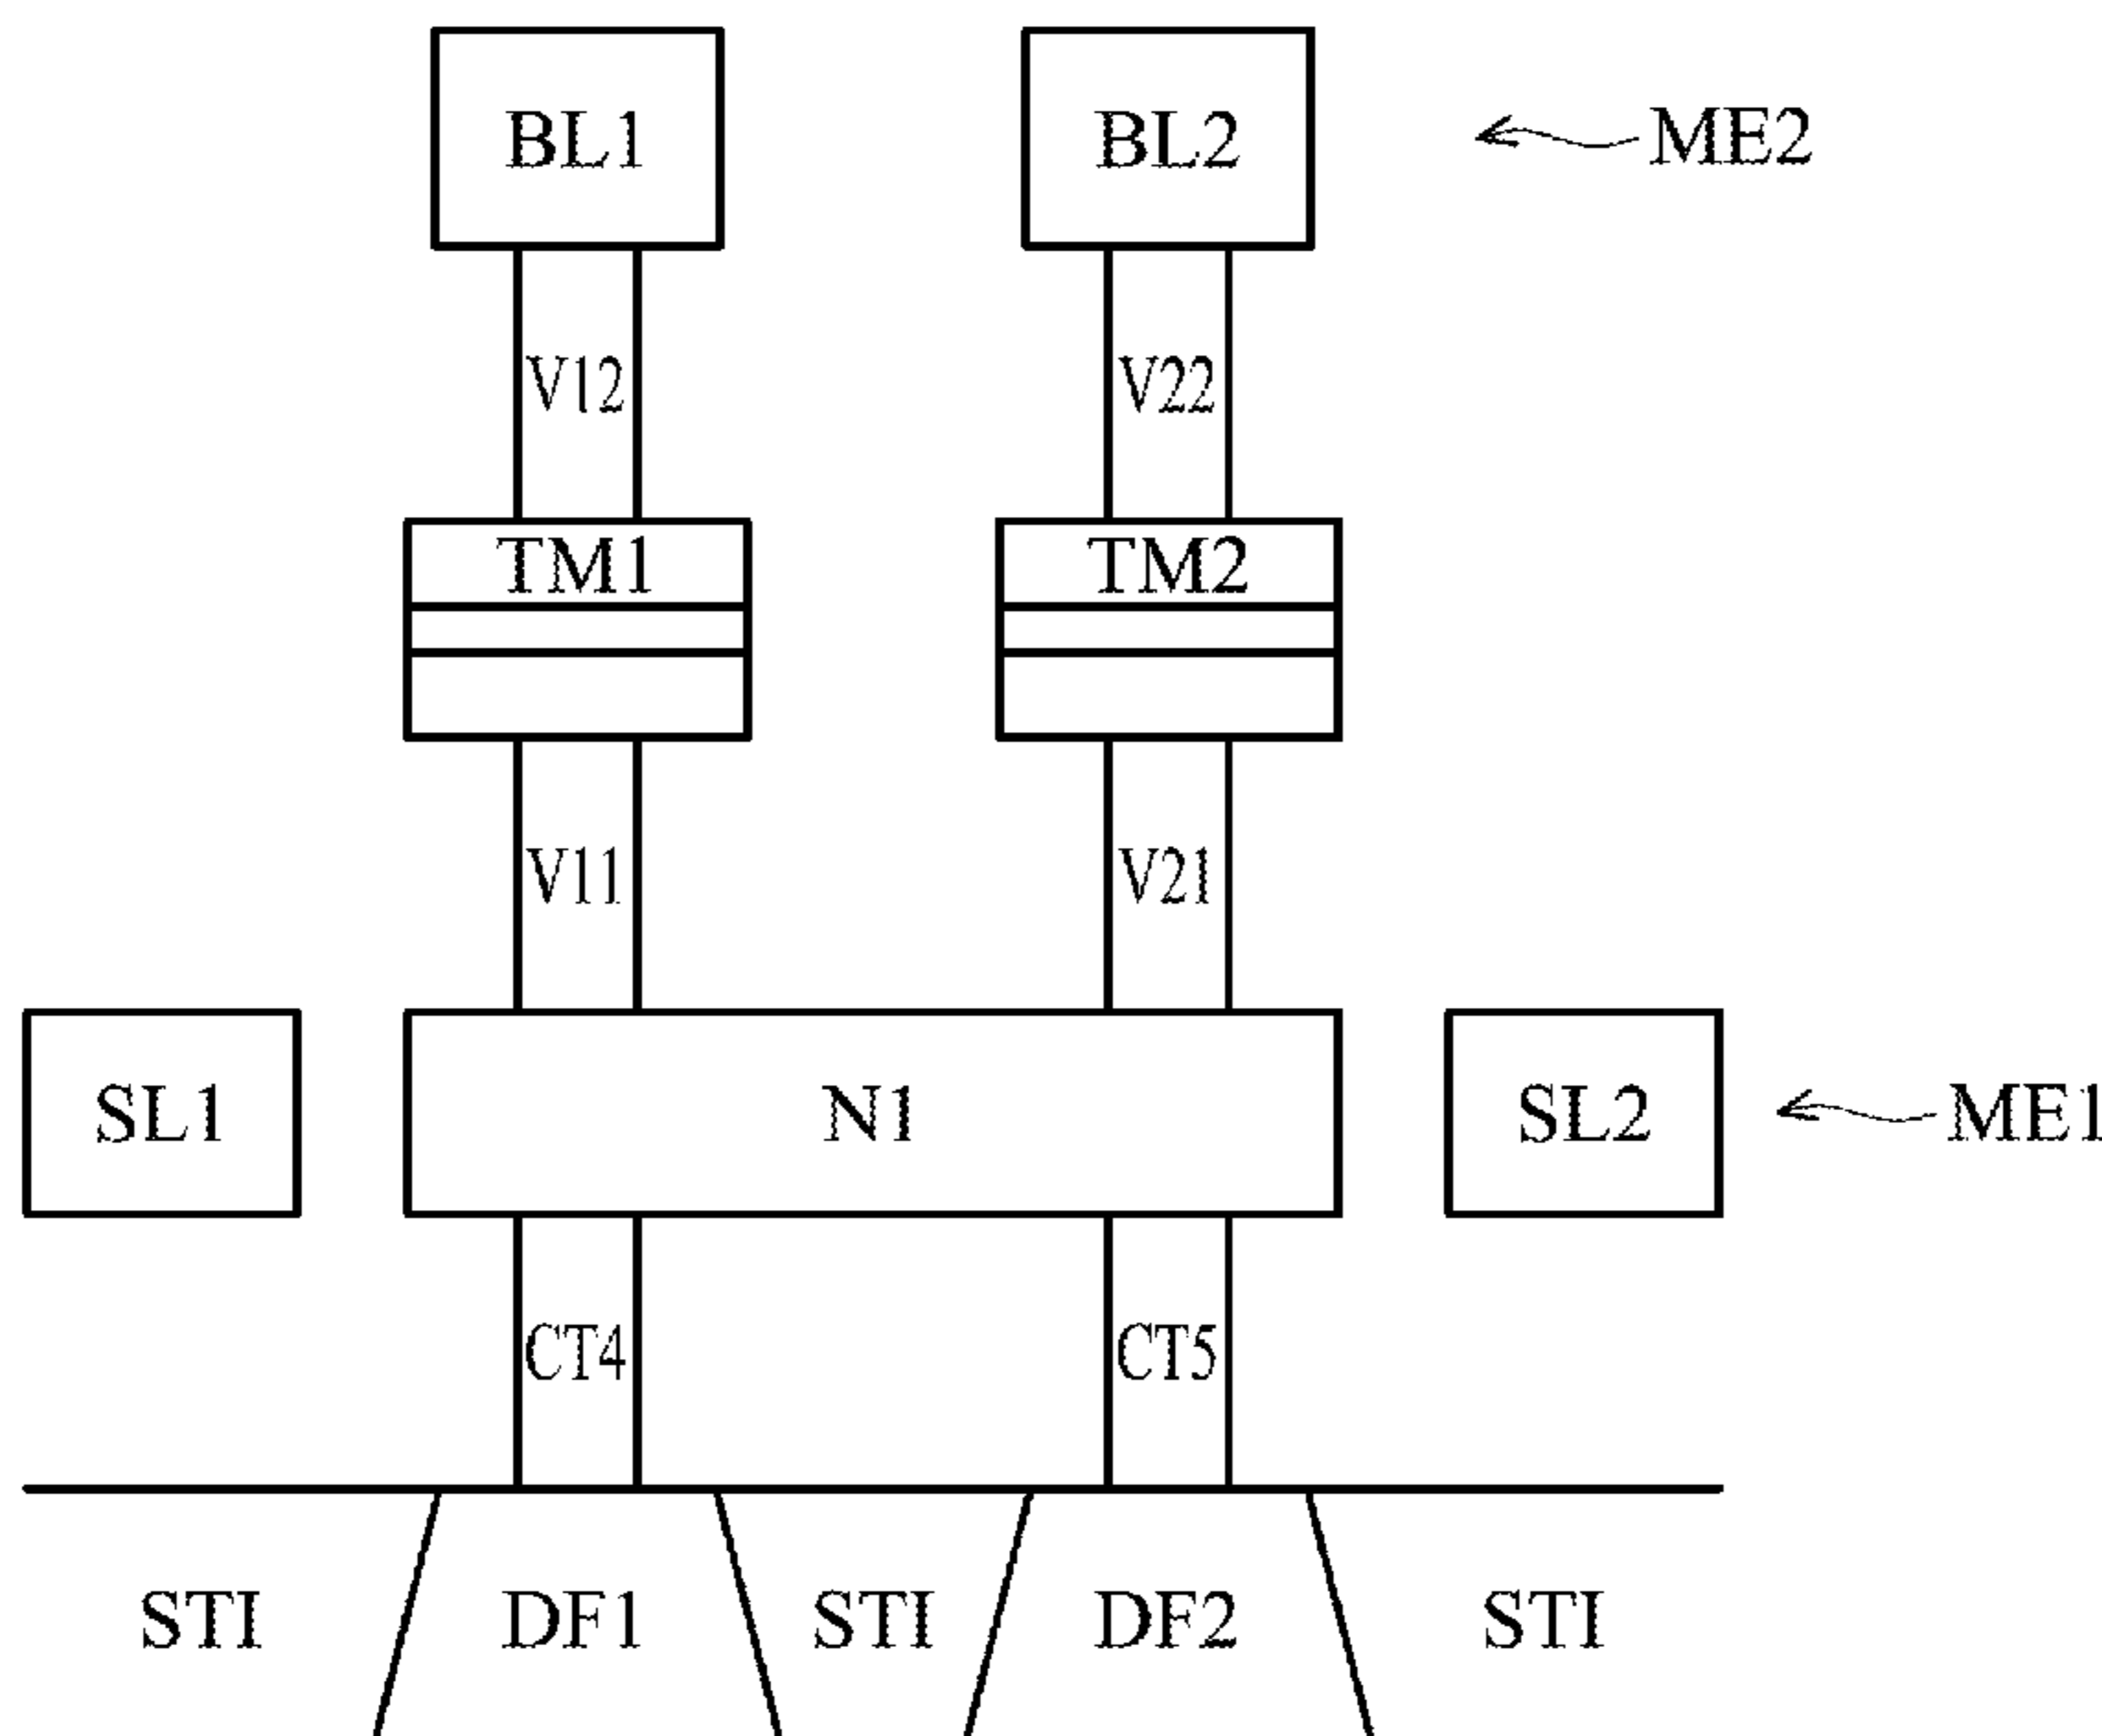 BL1 BL2 ME2
V12 V22
TM1 TM2
V11 V21
SL1 N1 SL2 ME1
CT4 CT5
STI DF1 STI DF2 STI